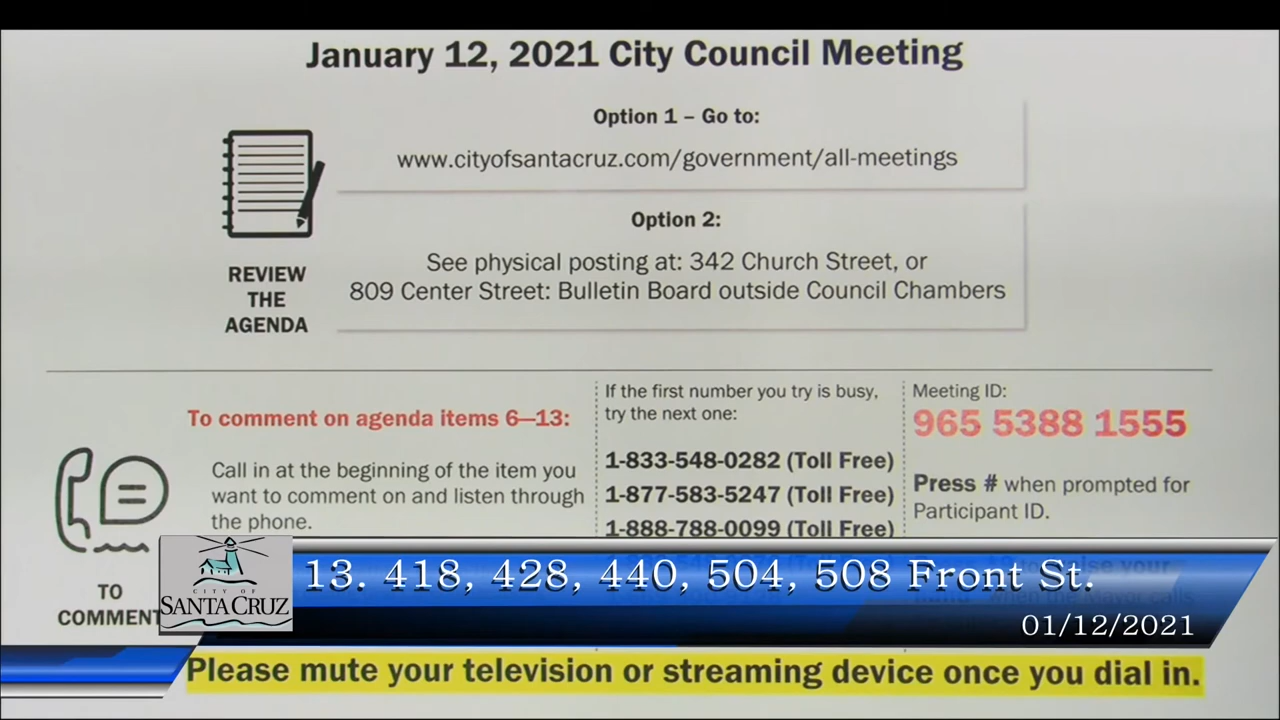 January 12, 2021 City Council Meeting
Option 1 – Go to:
www.cityofsantacruz.com/government/all-meetings
Option 2:
See physical posting at: 342 Church Street, or
809 Center Street: Bulletin Board outside Council Chambers
REVIEW
THE
AGENDA
To comment on agenda items 6—13:
Call in at the beginning of the item you
want to comment on and listen through
the phone.
TO
COMMENT
If the first number you try is busy,
try the next one:
1-833-548-0282 (Toll Free)
1-877-583-5247 (Toll Free)
1-888-788-0099 (Toll Free)
Meeting ID:
965 5388 1555
Press # when prompted for
Participant ID.
CITY OF
SANTA CRUZ
13. 418, 428, 440, 504, 508 Front St.
01/12/2021
Please mute your television or streaming device once you dial in.